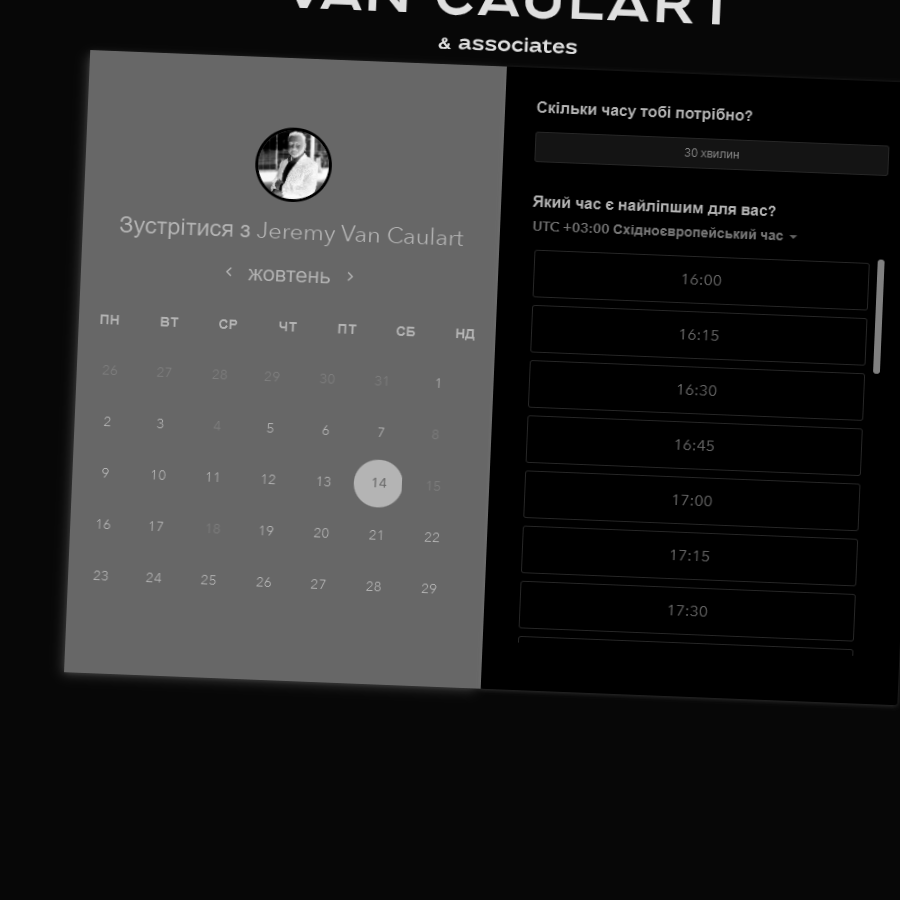 VAN CAULART
& associates
Зустрітися з Jeremy Van Caulart
жовтень
ПН ВТ СР ЧТ ПТ СБ НД
26 27 28 29 30 31 1
2 3 4 5 6 7 8
9 10 11 12 13 14 15
16 17 18 19 20 21 22
23 24 25 26 27 28 29
Скільки часу тобі потрібно?
30 хвилин
Який час є найліпшим для вас?
UTC +03:00 Східноєвропейський час
16:00
16:15
16:30
16:45
17:00
17:15
17:30